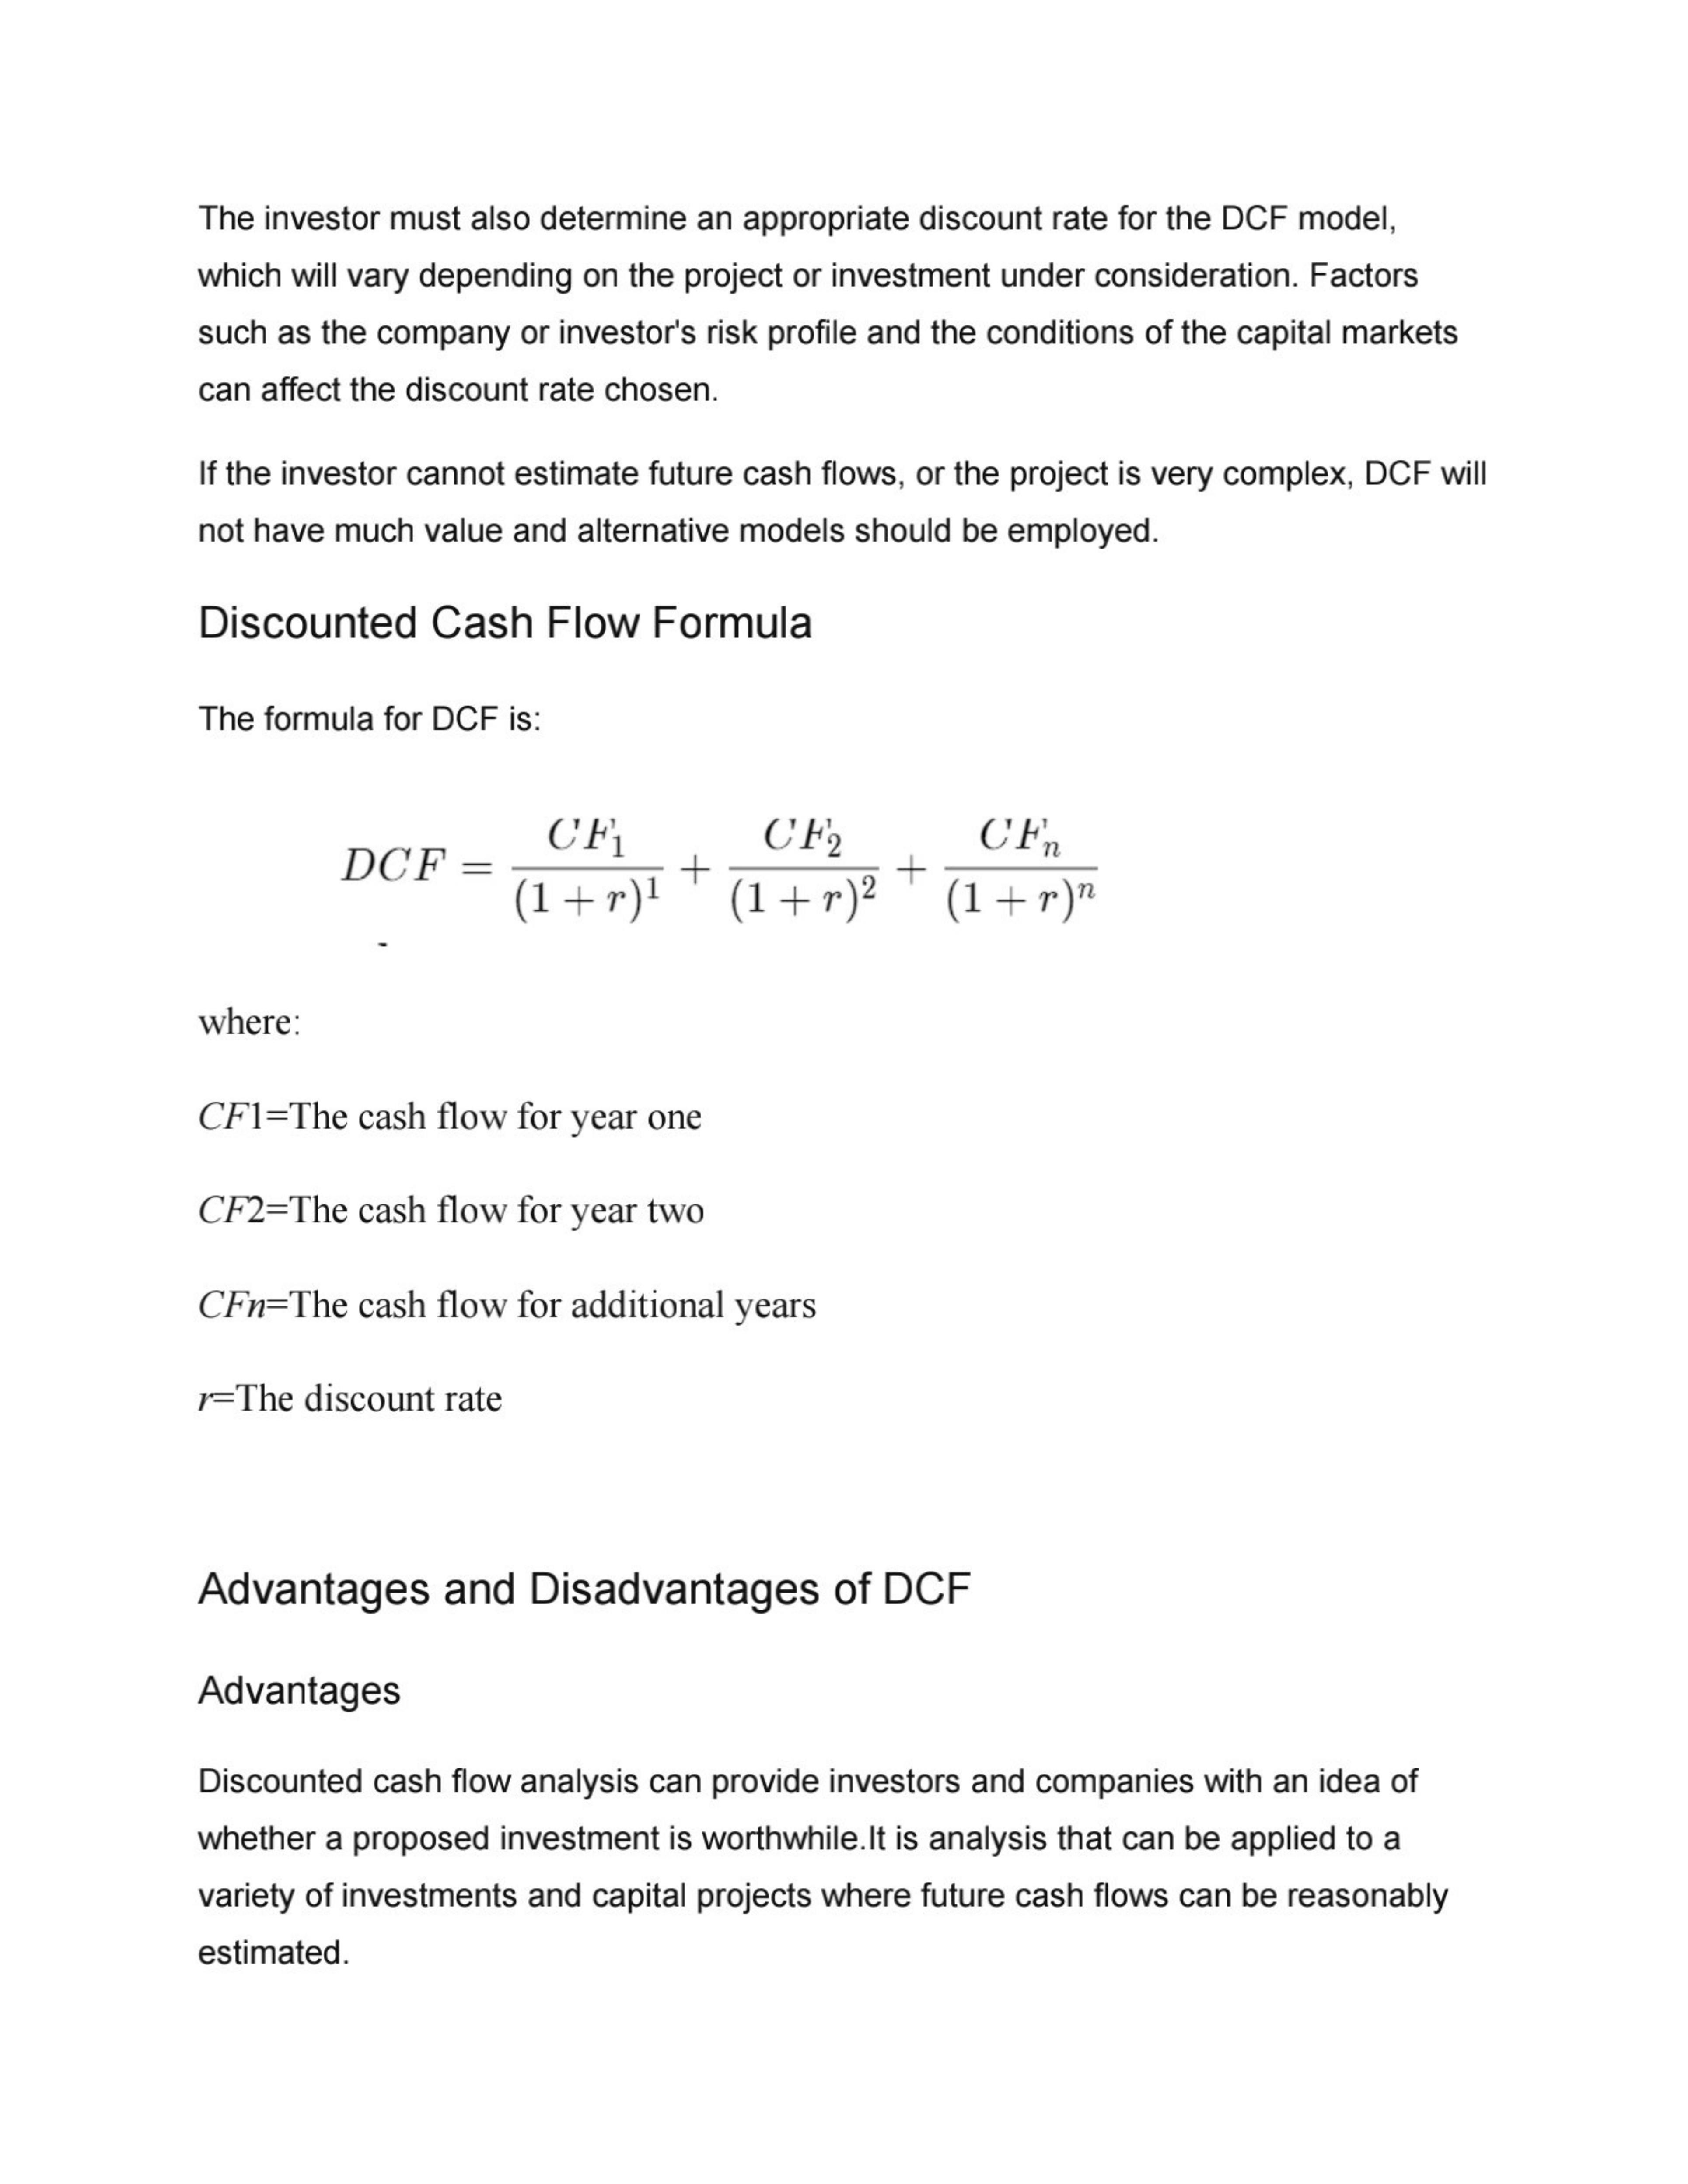 The investor must also determine an appropriate discount rate for the DCF model,
which will vary depending on the project or investment under consideration. Factors
such as the company or investor's risk profile and the conditions of the capital markets
can affect the discount rate chosen.
If the investor cannot estimate future cash flows, or the project is very complex, DCF will
not have much value and alternative models should be employed.
Discounted Cash Flow Formula
The formula for DCF is:
DCF = CF₁/(1 + r)¹ + CF₂/(1 + r)² + CFₙ/(1 + r)ⁿ
where:
CF1=The cash flow for year one
CF2=The cash flow for year two
CFn=The cash flow for additional years
r=The discount rate
Advantages and Disadvantages of DCF
Advantages
Discounted cash flow analysis can provide investors and companies with an idea of
whether a proposed investment is worthwhile.It is analysis that can be applied to a
variety of investments and capital projects where future cash flows can be reasonably
estimated.